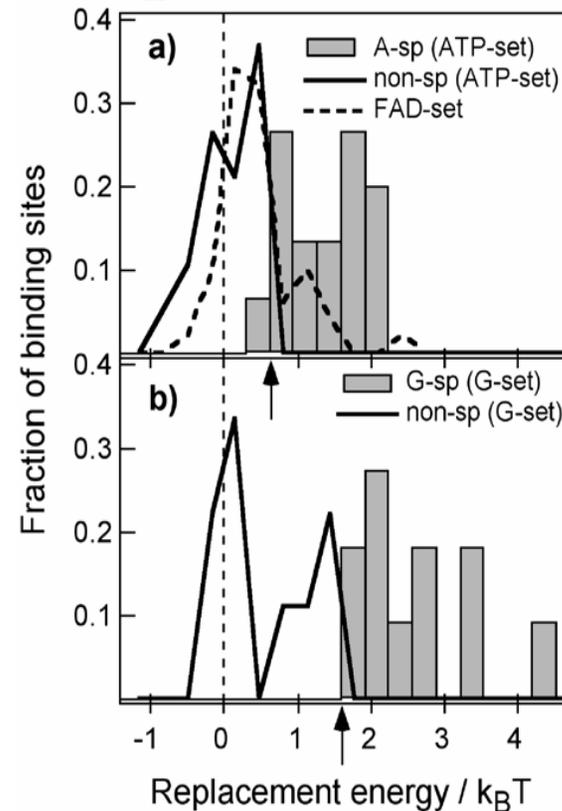 0.4
a)
A-sp (ATP-set)
non-sp (ATP-set)
FAD-set
0.3
0.2
0.1
0.4
b)
G-sp (G-set)
non-sp (G-set)
0.3
0.2
0.1
Fraction of binding sites
-1 0 1 2 3 4
Replacement energy / kBT